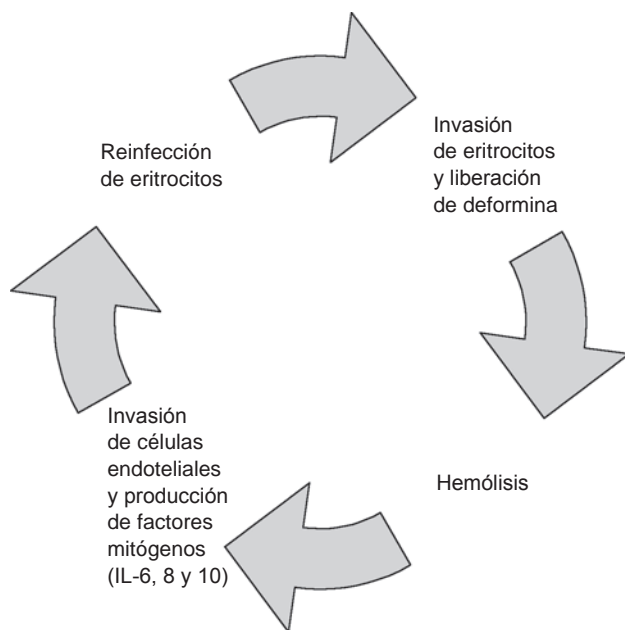 Reinfección
de eritrocitos
Invasión
de eritrocitos
y liberación
de deformina
Hemólisis
Invasión
de células
endoteliales
y producción
de factores
mitógenos
(IL-6, 8 y 10)